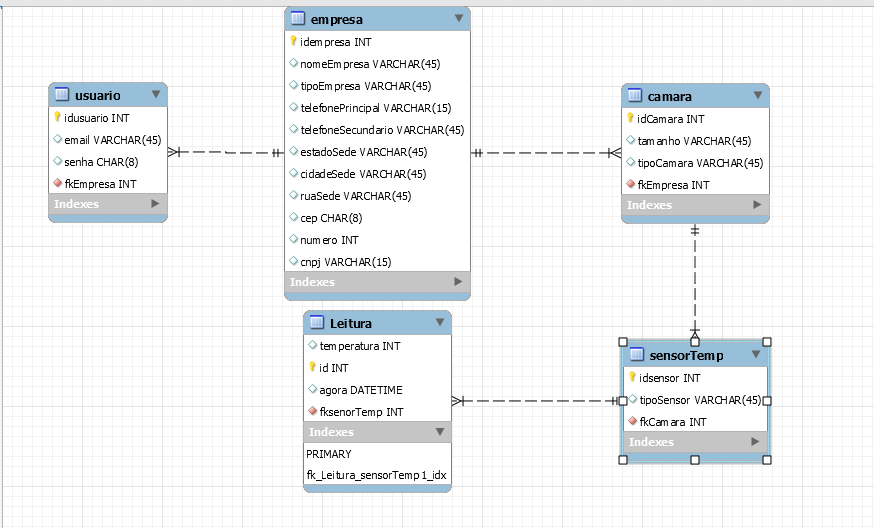 empresa
idempresa INT
nomeEmpresa VARCHAR(45)
tipoEmpresa VARCHAR(45)
telefonePrincipal VARCHAR(15)
telefoneSecundario VARCHAR(45)
estadoSede VARCHAR(45)
cidadeSede VARCHAR(45)
ruaSede VARCHAR(45)
cep CHAR(8)
numero INT
cnpj VARCHAR(15)
Indexes
usuario
idusuario INT
email VARCHAR(45)
senha CHAR(8)
fkEmpresa INT
Indexes
camara
idCamara INT
tamanho VARCHAR(45)
tipoCamara VARCHAR(45)
fkEmpresa INT
Indexes
Leitura
temperatura INT
id INT
agora DATETIME
fksenorTemp INT
Indexes
PRIMARY
fk_Leitura_sensorTemp1_idx
sensorTemp
idsensor INT
tipoSensor VARCHAR(45)
fkCamara INT
Indexes